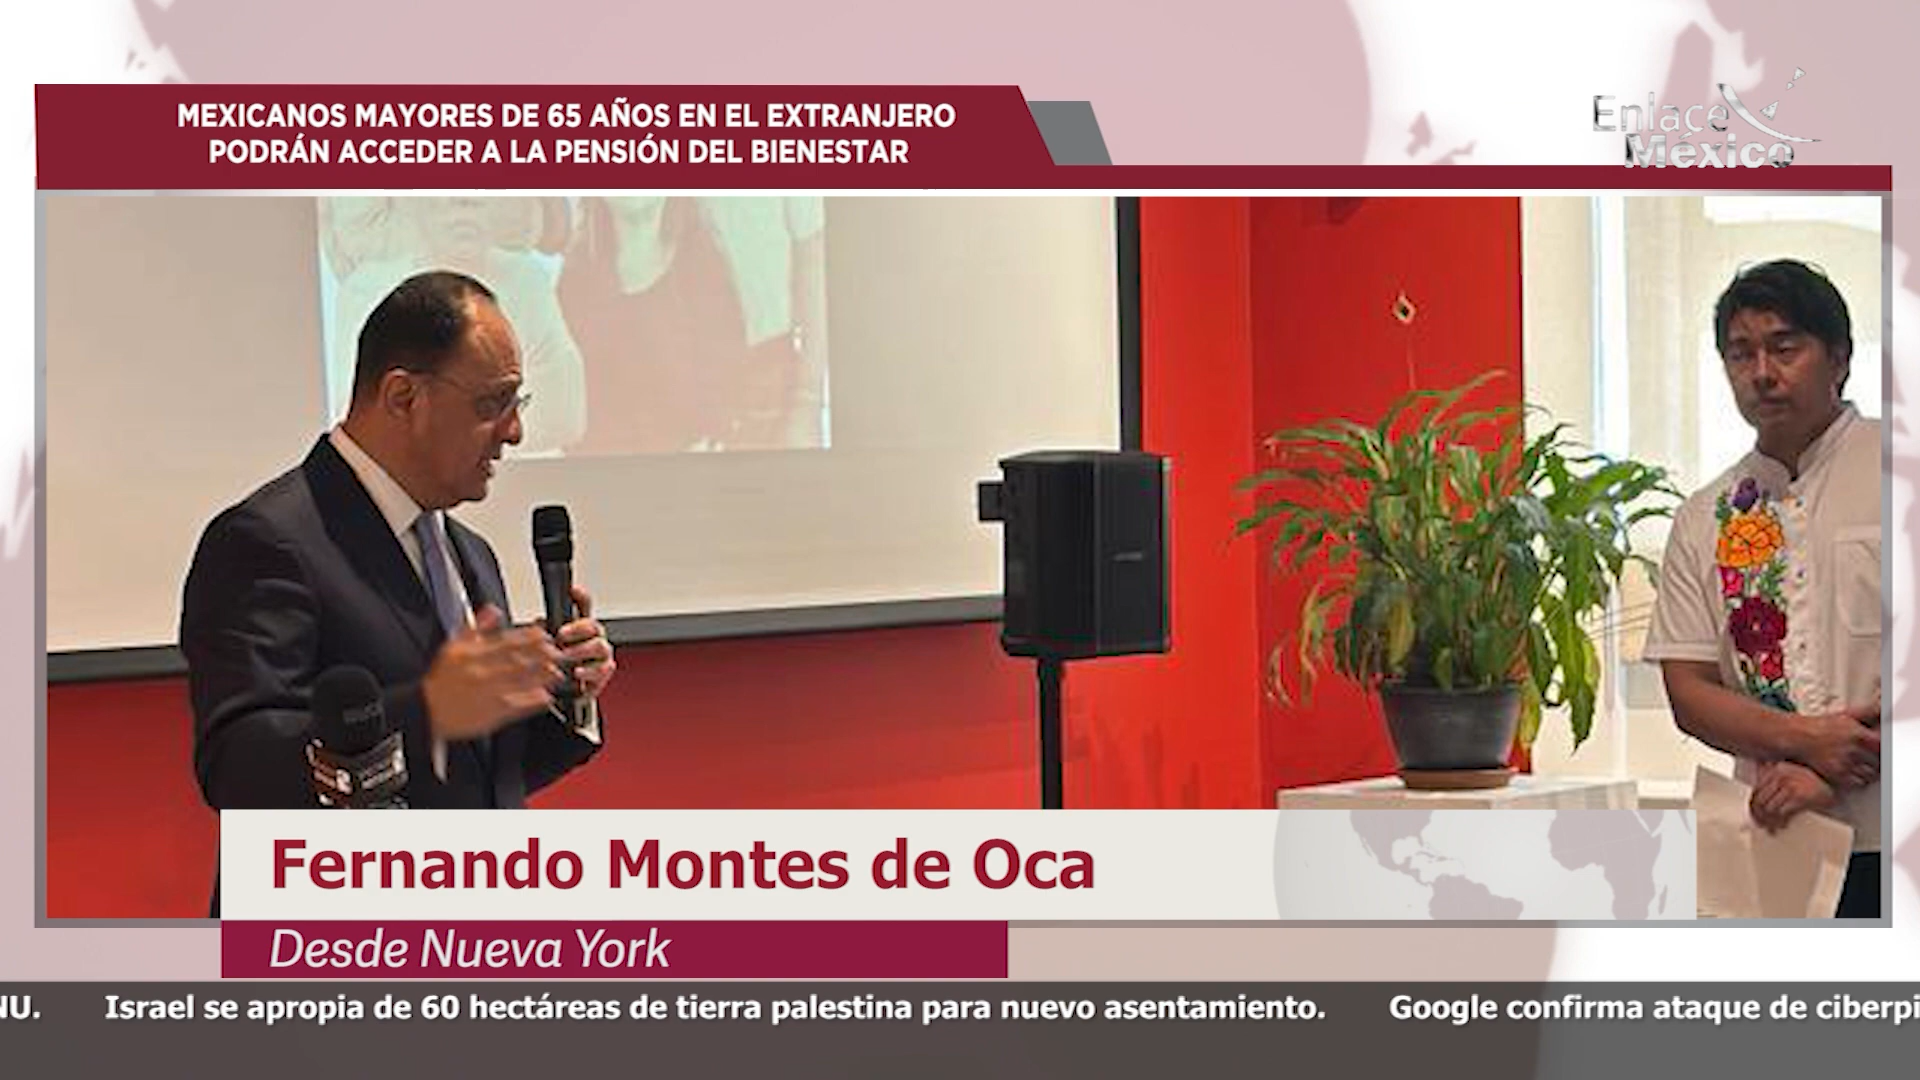 MEXICANOS MAYORES DE 65 AÑOS EN EL EXTRANJERO
PODRÁN ACCEDER A LA PENSIÓN DEL BIENESTAR
Enlace
México
Fernando Montes de Oca
Desde Nueva York
NU. Israel se apropia de 60 hectáreas de tierra palestina para nuevo asentamiento. Google confirma ataque de ciberpi